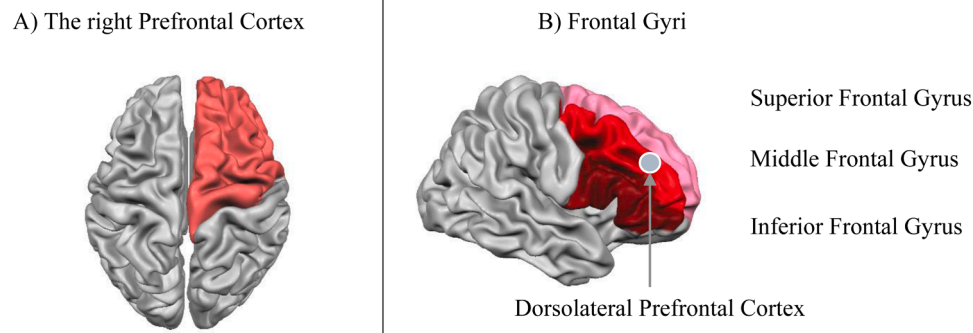 A) The right Prefrontal Cortex
B) Frontal Gyri
Superior Frontal Gyrus
Middle Frontal Gyrus
Inferior Frontal Gyrus
Dorsolateral Prefrontal Cortex